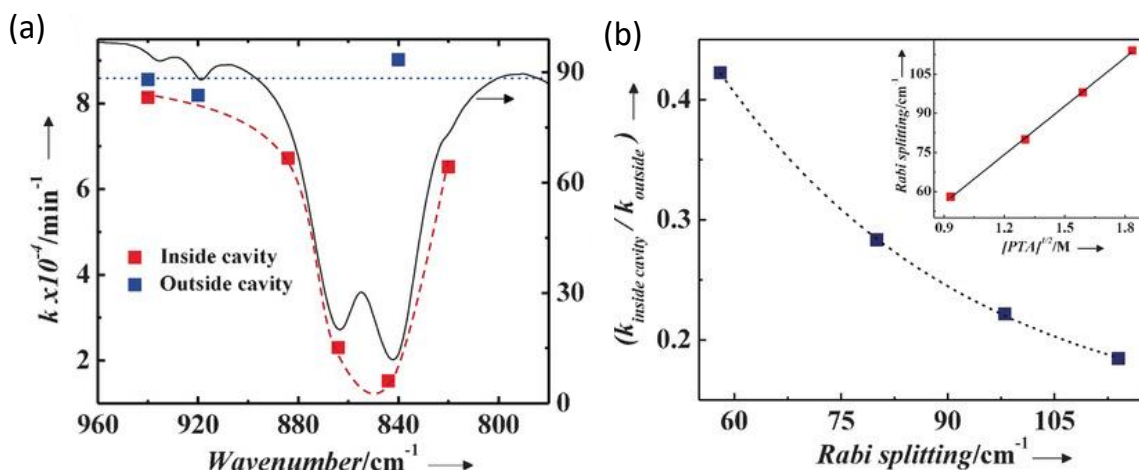 (a)
k x10⁻⁴/min⁻¹
8
6
4
2
90
60
30
0
Inside cavity
Outside cavity
960 920 880 840 800
Wavenumber/cm⁻¹
(b)
(k inside cavity / k outside)
0.4
0.3
0.2
60 75 90 105
Rabi splitting/cm⁻¹
Rabi splitting/cm⁻¹
105
90
75
60
0.9 1.2 1.5 1.8
[PTA]^1/2/M